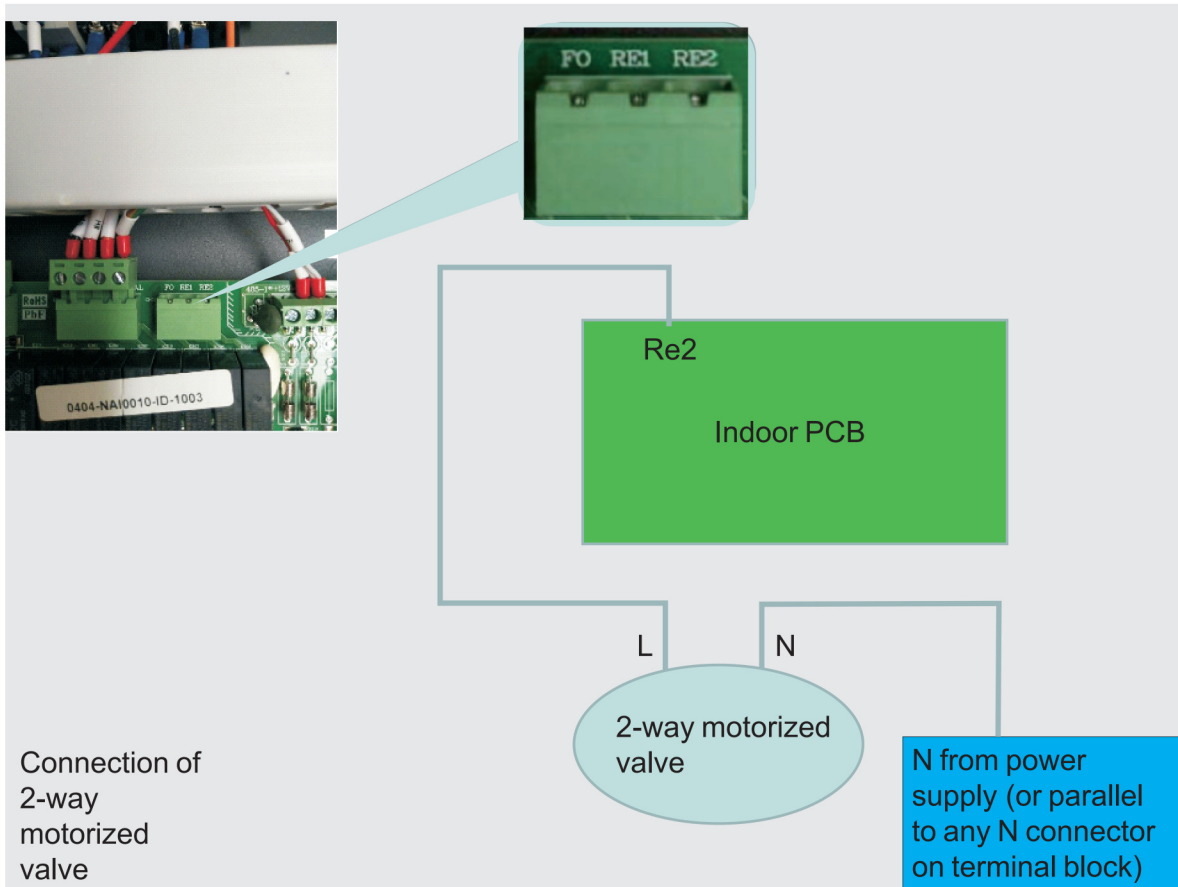 FO RE1 RE2
AL
FO RE1 RE2
RoHS
PbF
0404-NAI0010-ID-1003
Re2
Indoor PCB
L
N
2-way motorized
valve
Connection of
2-way
motorized
valve
N from power
supply (or parallel
to any N connector
on terminal block)